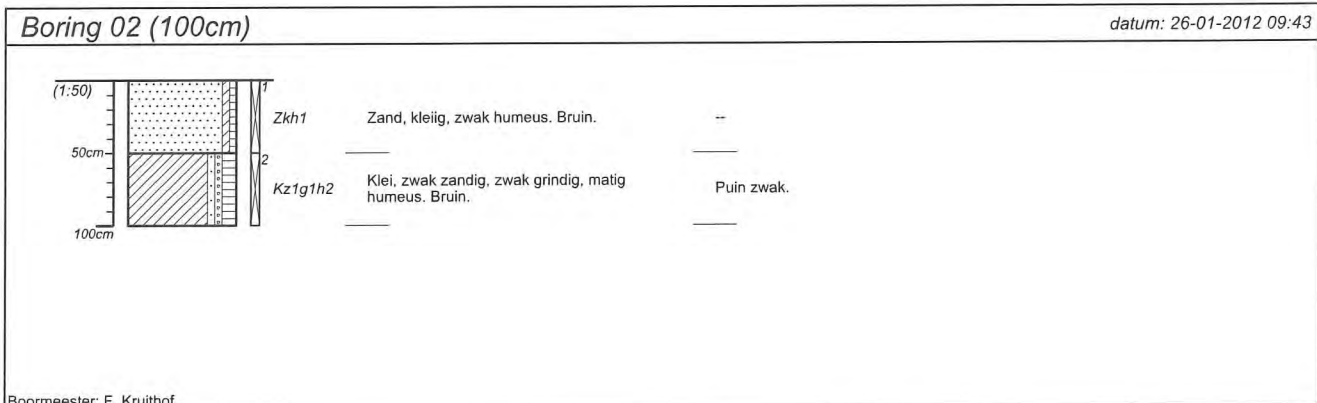 Boring 02 (100cm)
datum: 26-01-2012 09:43
(1:50)
1
Zkh1
Zand, kleiig, zwak humeus. Bruin.
--
50cm
2
Kz1g1h2
Klei, zwak zandig, zwak grindig, matig
humeus. Bruin.
Puin zwak.
100cm
Boormeester: F. Kruithof